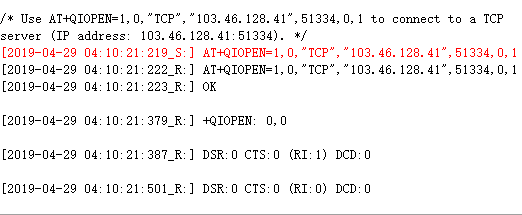 /* Use AT+QIOPEN=1,0,"TCP","103.46.128.41",51334,0,1 to connect to a TCP
server (IP address: 103.46.128.41:51334). */
[2019-04-29 04:10:21:219_S:] AT+QIOPEN=1,0,"TCP","103.46.128.41",51334,0,1
[2019-04-29 04:10:21:222_R:] AT+QIOPEN=1,0,"TCP","103.46.128.41",51334,0,1
[2019-04-29 04:10:21:223_R:] OK
[2019-04-29 04:10:21:379_R:] +QIOPEN: 0,0
[2019-04-29 04:10:21:387_R:] DSR:0 CTS:0 (RI:1) DCD:0
[2019-04-29 04:10:21:501_R:] DSR:0 CTS:0 (RI:0) DCD:0